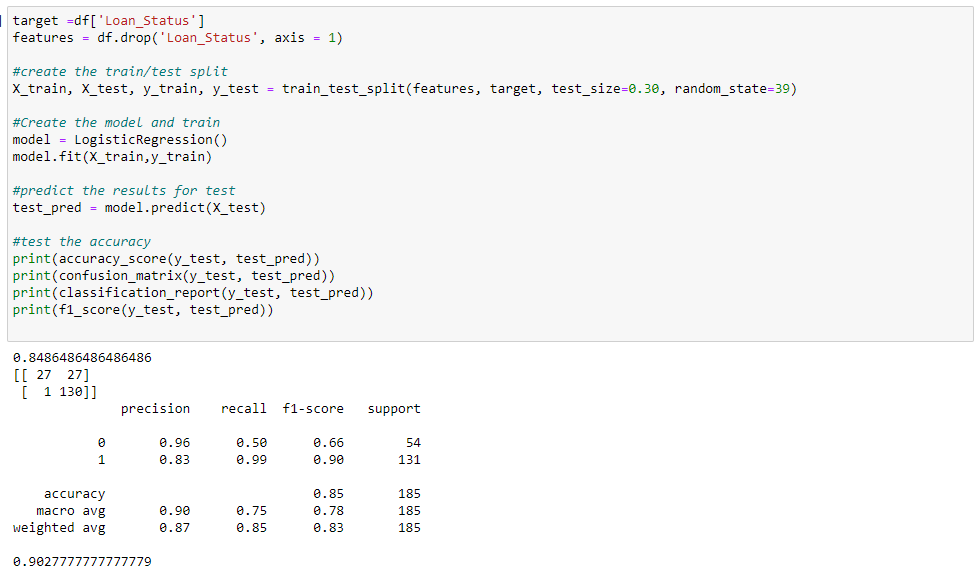 target =df['Loan_Status']
features = df.drop('Loan_Status', axis = 1)
#create the train/test split
X_train, X_test, y_train, y_test = train_test_split(features, target, test_size=0.30, random_state=39)
#Create the model and train
model = LogisticRegression()
model.fit(X_train,y_train)
#predict the results for test
test_pred = model.predict(X_test)
#test the accuracy
print(accuracy_score(y_test, test_pred))
print(confusion_matrix(y_test, test_pred))
print(classification_report(y_test, test_pred))
print(f1_score(y_test, test_pred))
0.8486486486486486
[[ 27  27]
 [  1 130]]
              precision    recall  f1-score   support
           0       0.96      0.50      0.66        54
           1       0.83      0.99      0.90       131
    accuracy                           0.85       185
   macro avg       0.90      0.75      0.78       185
weighted avg       0.87      0.85      0.83       185
0.9027777777777779